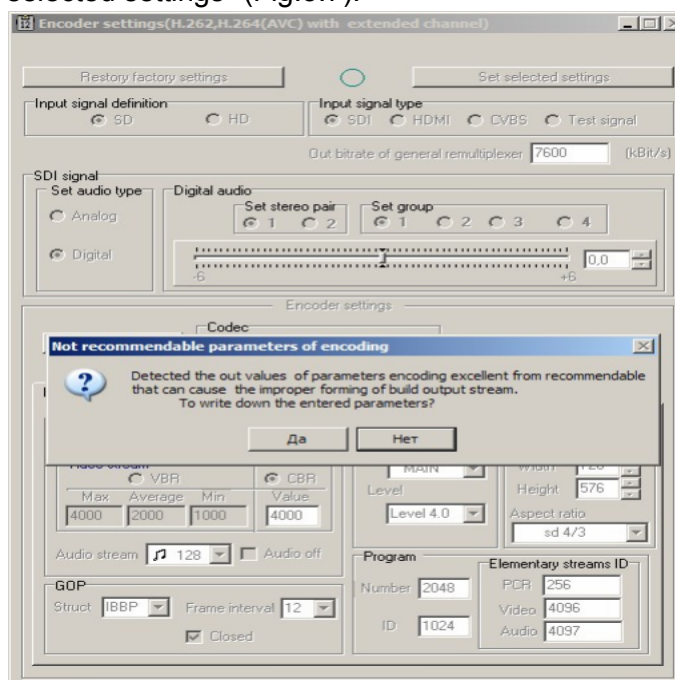 Encoder settings(H.262,H.264(AVC) with extended channel)
Restory factory settings
Set selected settings
Input signal definition
SD HD
Input signal type
SDI HDMI CVBS Test signal
Out bitrate of general remultiplexer 7600 (kBit/s)
SDI signal
Set audio type
Analog
Digital
Digital audio
Set stereo pair
1 2
Set group
1 2 3 4
0,0
-6 +6
Encoder settings
Codec
Not recommendable parameters of encoding
Detected the out values of parameters encoding excellent from recommendable
that can cause the improper forming of build output stream.
To write down the entered parameters?
Да Нет
VBR CBR
Max Average Min Value
4000 2000 1000 4000
Audio stream 128 Audio off
GOP
Struct IBBP Frame interval 12
Closed
MAIN
Level
Level 4.0
Height 576
Aspect ratio
sd 4/3
Program
Number 2048
ID 1024
Elementary streams ID
PCR 256
Video 4096
Audio 4097